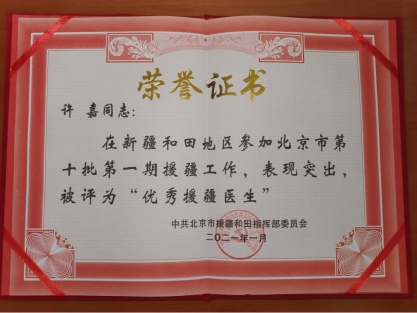 荣誉证书
许 嘉同志：
在新疆和田地区参加北京市第
十批第一期援疆工作，表现突出，
被评为“优秀援疆医生”
中共北京市援疆和田指挥部委员会
二〇二一年一月